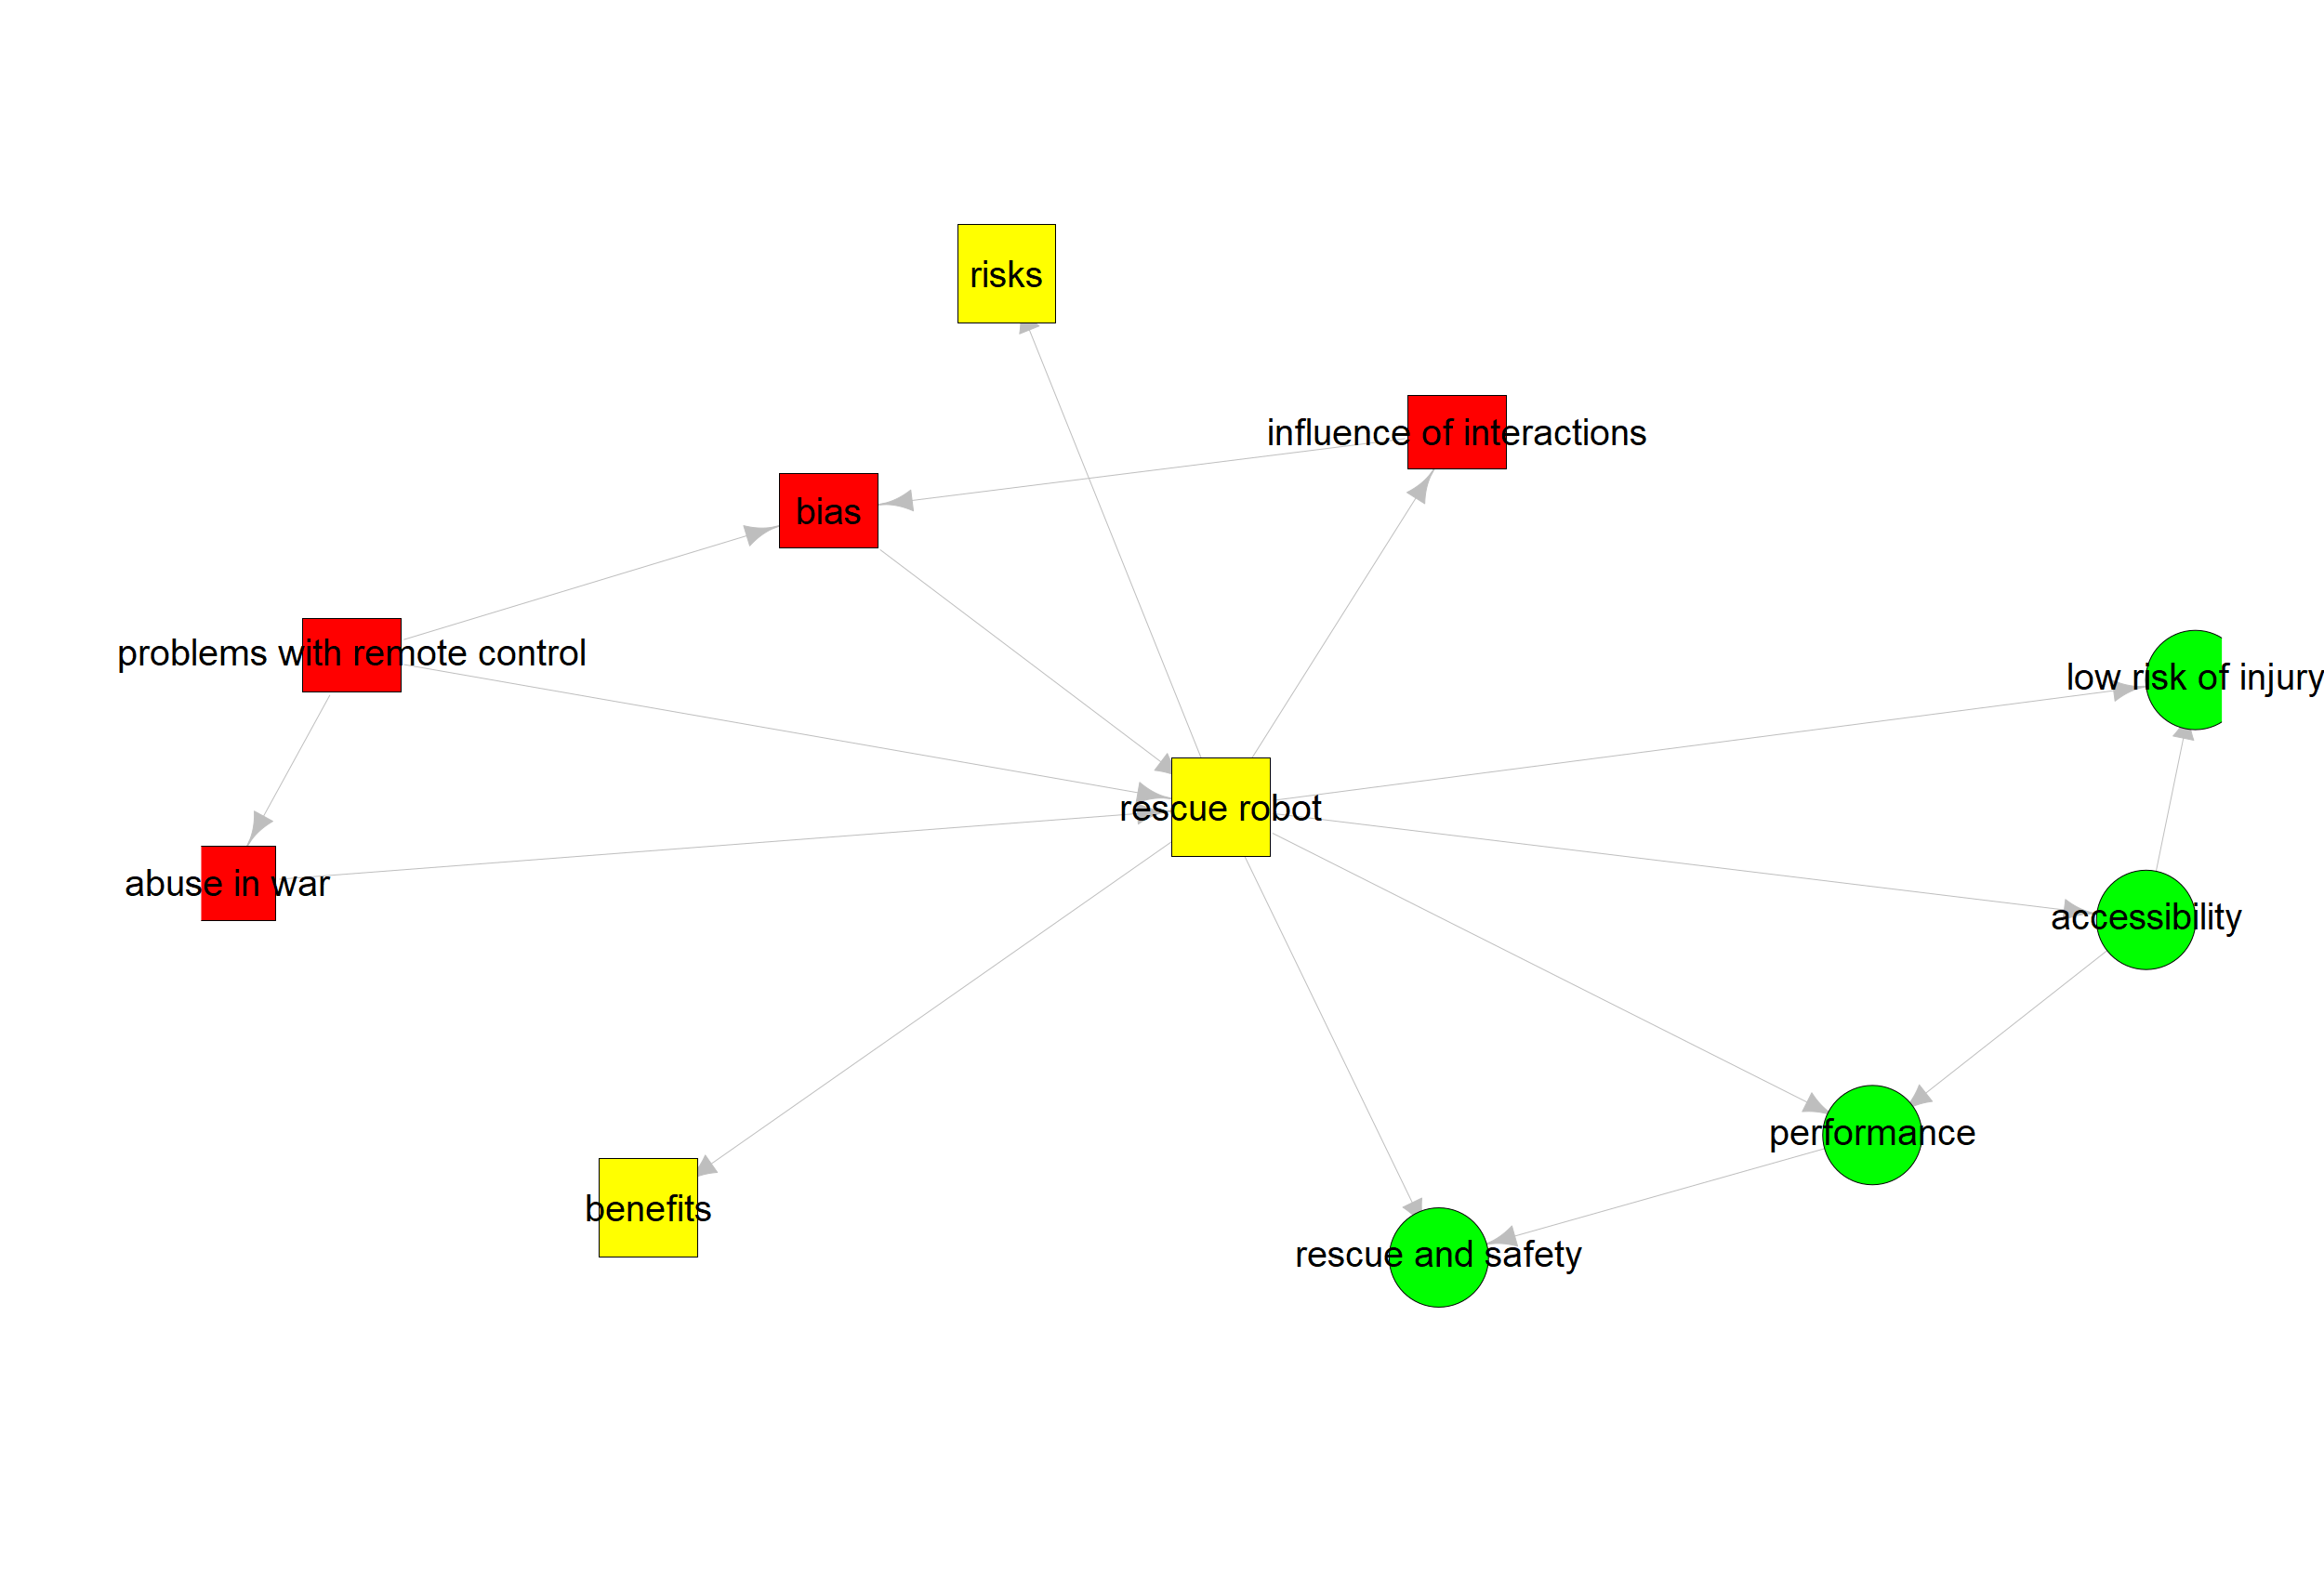 risks
influence of interactions
bias
problems with remote control
low risk of injury
rescue robot
abuse in war
accessibility
performance
benefits
rescue and safety